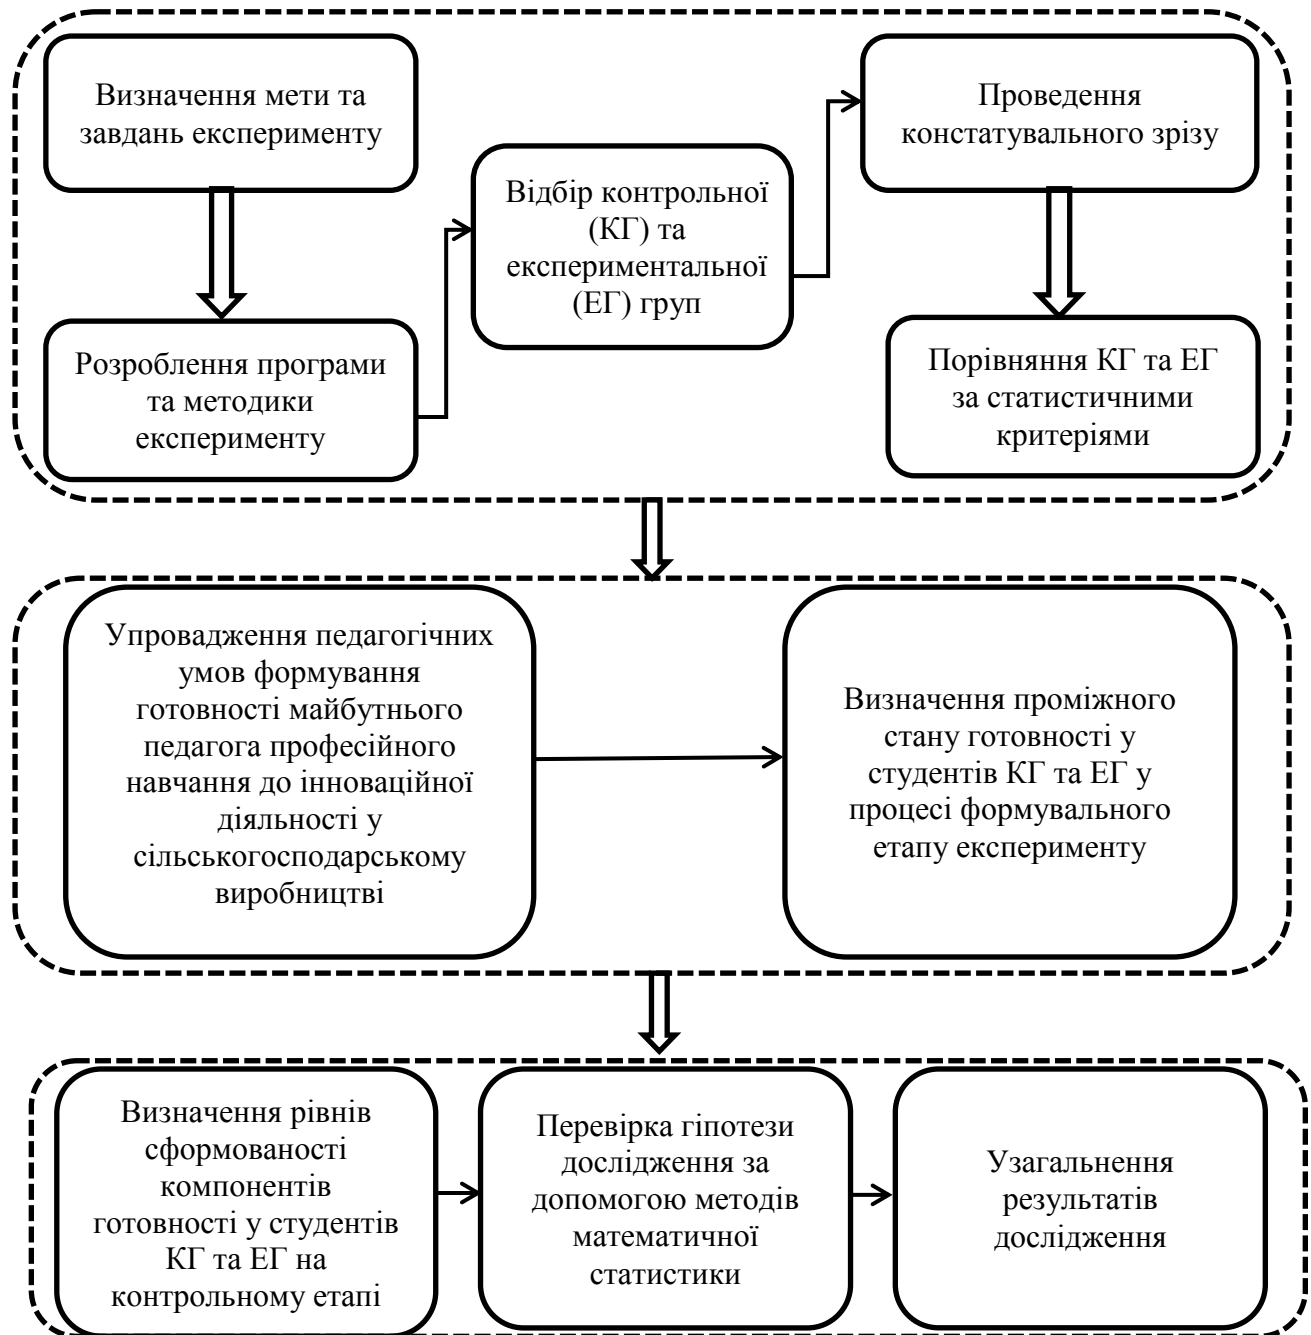 Визначення мети та
завдань експерименту
Розроблення програми
та методики
експерименту
Відбір контрольної
(КГ) та
експериментальної
(ЕГ) груп
Проведення
констатувального зрізу
Порівняння КГ та ЕГ
за статистичними
критеріями
Упровадження педагогічних
умов формування
готовності майбутнього
педагога професійного
навчання до інноваційної
діяльності у
сільськогосподарському
виробництві
Визначення проміжного
стану готовності у
студентів КГ та ЕГ у
процесі формувального
етапу експерименту
Визначення рівнів
сформованості
компонентів
готовності у студентів
КГ та ЕГ на
контрольному етапі
Перевірка гіпотези
дослідження за
допомогою методів
математичної
статистики
Узагальнення
результатів
дослідження